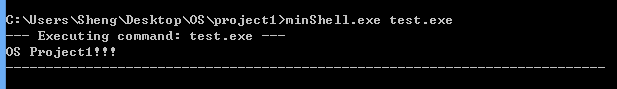 C:\Users\Sheng\Desktop\OS\project1>minShell.exe test.exe
--- Executing command: test.exe ---
OS Project1!!!
---------------------------------------------------------------------------